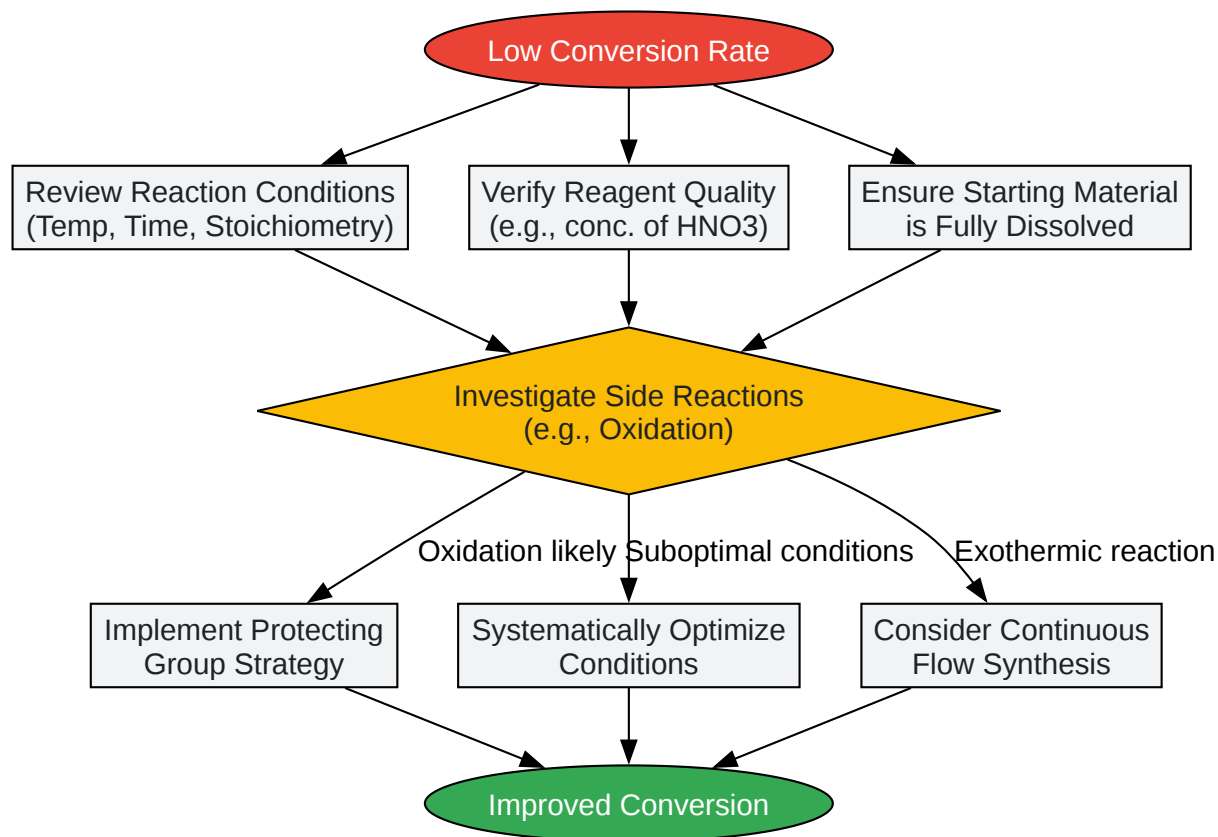 Low Conversion Rate
Review Reaction Conditions
(Temp, Time, Stoichiometry)
Verify Reagent Quality
(e.g., conc. of HNO3)
Ensure Starting Material
is Fully Dissolved
Investigate Side Reactions
(e.g., Oxidation)
Oxidation likely
Suboptimal conditions
Exothermic reaction
Implement Protecting
Group Strategy
Systematically Optimize
Conditions
Consider Continuous
Flow Synthesis
Improved Conversion